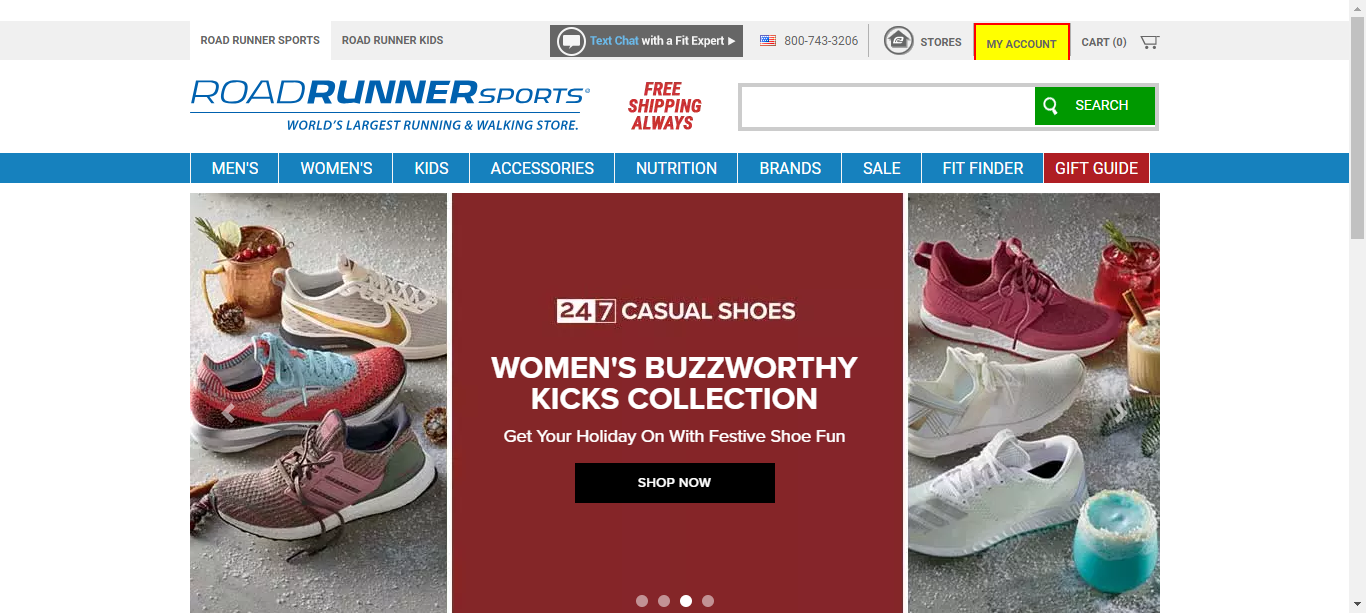 ROAD RUNNER SPORTS
ROAD RUNNER KIDS
Text Chat with a Fit Expert
800-743-3206
STORES
MY ACCOUNT
CART (0)
ROADRUNNER SPORTS®
WORLD'S LARGEST RUNNING & WALKING STORE.
FREE
SHIPPING
ALWAYS
SEARCH
MEN'S
WOMEN'S
KIDS
ACCESSORIES
NUTRITION
BRANDS
SALE
FIT FINDER
GIFT GUIDE
24 7 CASUAL SHOES
WOMEN'S BUZZWORTHY
KICKS COLLECTION
Get Your Holiday On With Festive Shoe Fun
SHOP NOW